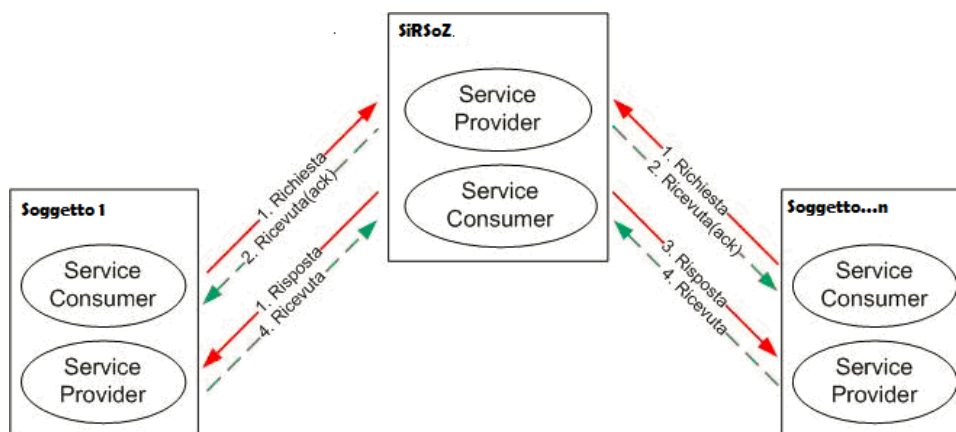 SiRSoZ.
Service
Provider
Service
Consumer
1. Richiesta
2. Ricevuta(ack)
1. Risposta
4. Ricevuta
1. Richiesta
2. Ricevuta(ack)
3. Risposta
4. Ricevuta
Soggetto 1
Service
Consumer
Service
Provider
Soggetto...n
Service
Consumer
Service
Provider